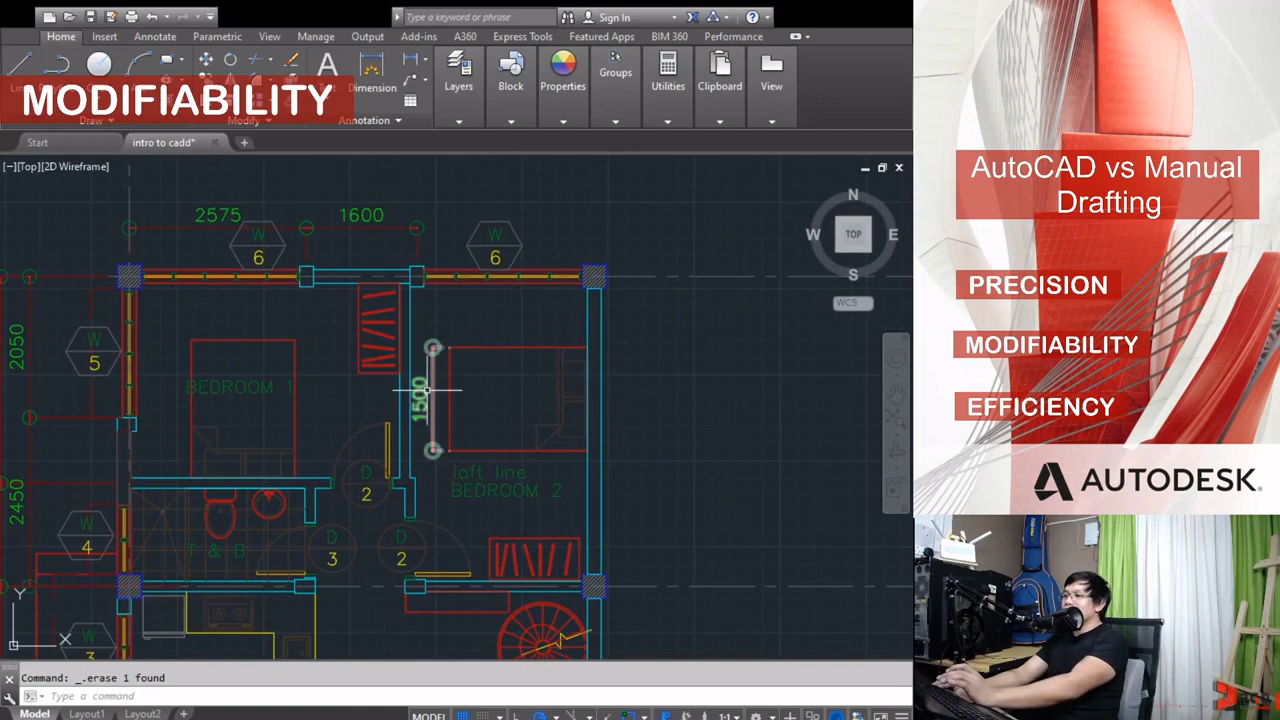 Type a keyword or phrase
Sign In
Home Insert Annotate Parametric View Manage Output Add-ins A360 Express Tools Featured Apps BIM 360 Performance
MODIFIABILITY
Dimension
Layers
Block
Properties
Groups
Utilities
Clipboard
View
Draw
Modify
Annotation
Start
intro to cadd*
[−][Top][2D Wireframe]
AutoCAD vs Manual
Drafting
PRECISION
MODIFIABILITY
EFFICIENCY
AUTODESK.
N
W TOP E
S
WCS
2575 1600
W
6
W
6
2050
W
5
BEDROOM 1
1500
loft line
BEDROOM 2
D
2
2450
W
4
T & B
D
3
D
2
W
3
Y
X
Command: _.erase 1 found
Type a command
Model Layout1 Layout2 +
MODEL
1:1